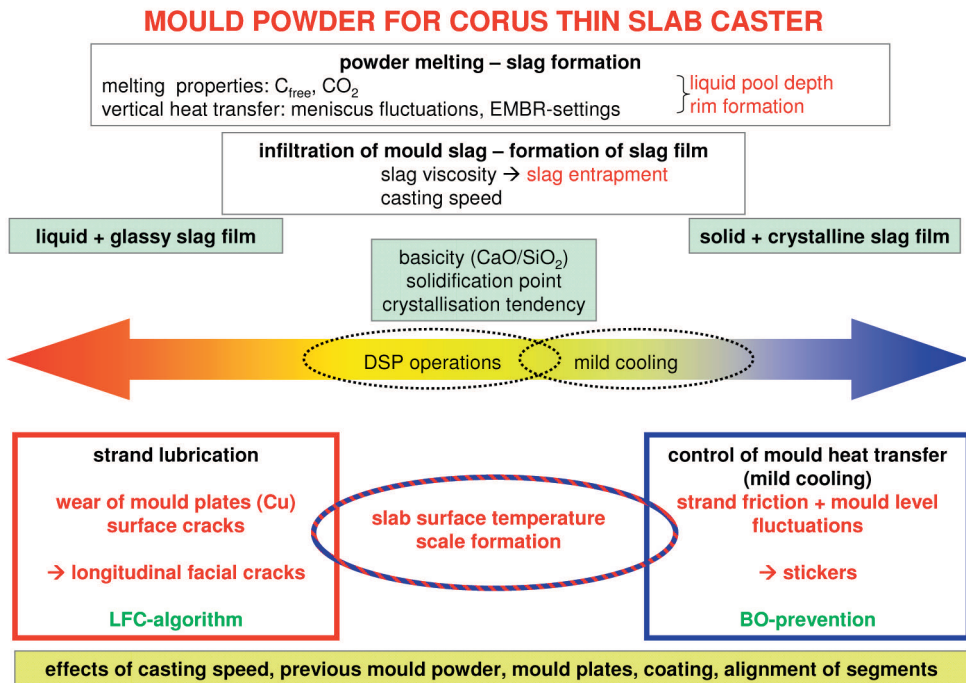 MOULD POWDER FOR CORUS THIN SLAB CASTER
powder melting – slag formation
melting properties: C_free, CO₂
vertical heat transfer: meniscus fluctuations, EMBR-settings
liquid pool depth
rim formation
infiltration of mould slag – formation of slag film
slag viscosity → slag entrapment
casting speed
liquid + glassy slag film
solid + crystalline slag film
basicity (CaO/SiO₂)
solidification point
crystallisation tendency
DSP operations
mild cooling
strand lubrication
wear of mould plates (Cu)
surface cracks
→ longitudinal facial cracks
LFC-algorithm
slab surface temperature
scale formation
control of mould heat transfer
(mild cooling)
strand friction + mould level
fluctuations
→ stickers
BO-prevention
effects of casting speed, previous mould powder, mould plates, coating, alignment of segments